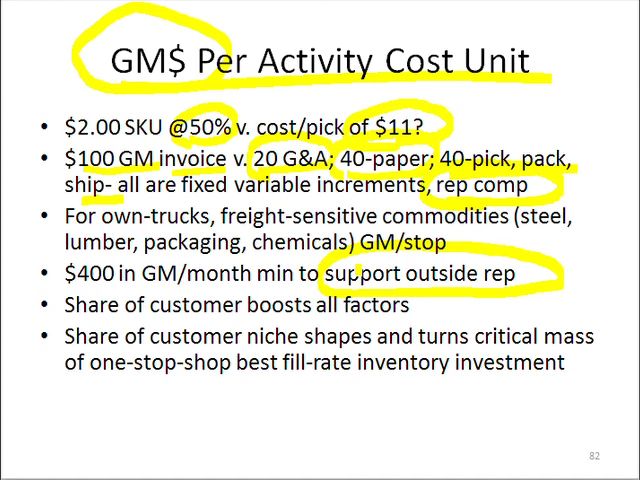 GM$ Per Activity Cost Unit
• $2.00 SKU @50% v. cost/pick of $11?
• $100 GM invoice v. 20 G&A; 40-paper; 40-pick, pack,
ship- all are fixed variable increments, rep comp
• For own-trucks, freight-sensitive commodities (steel,
lumber, packaging, chemicals) GM/stop
• $400 in GM/month min to support outside rep
• Share of customer boosts all factors
• Share of customer niche shapes and turns critical mass
of one-stop-shop best fill-rate inventory investment
82